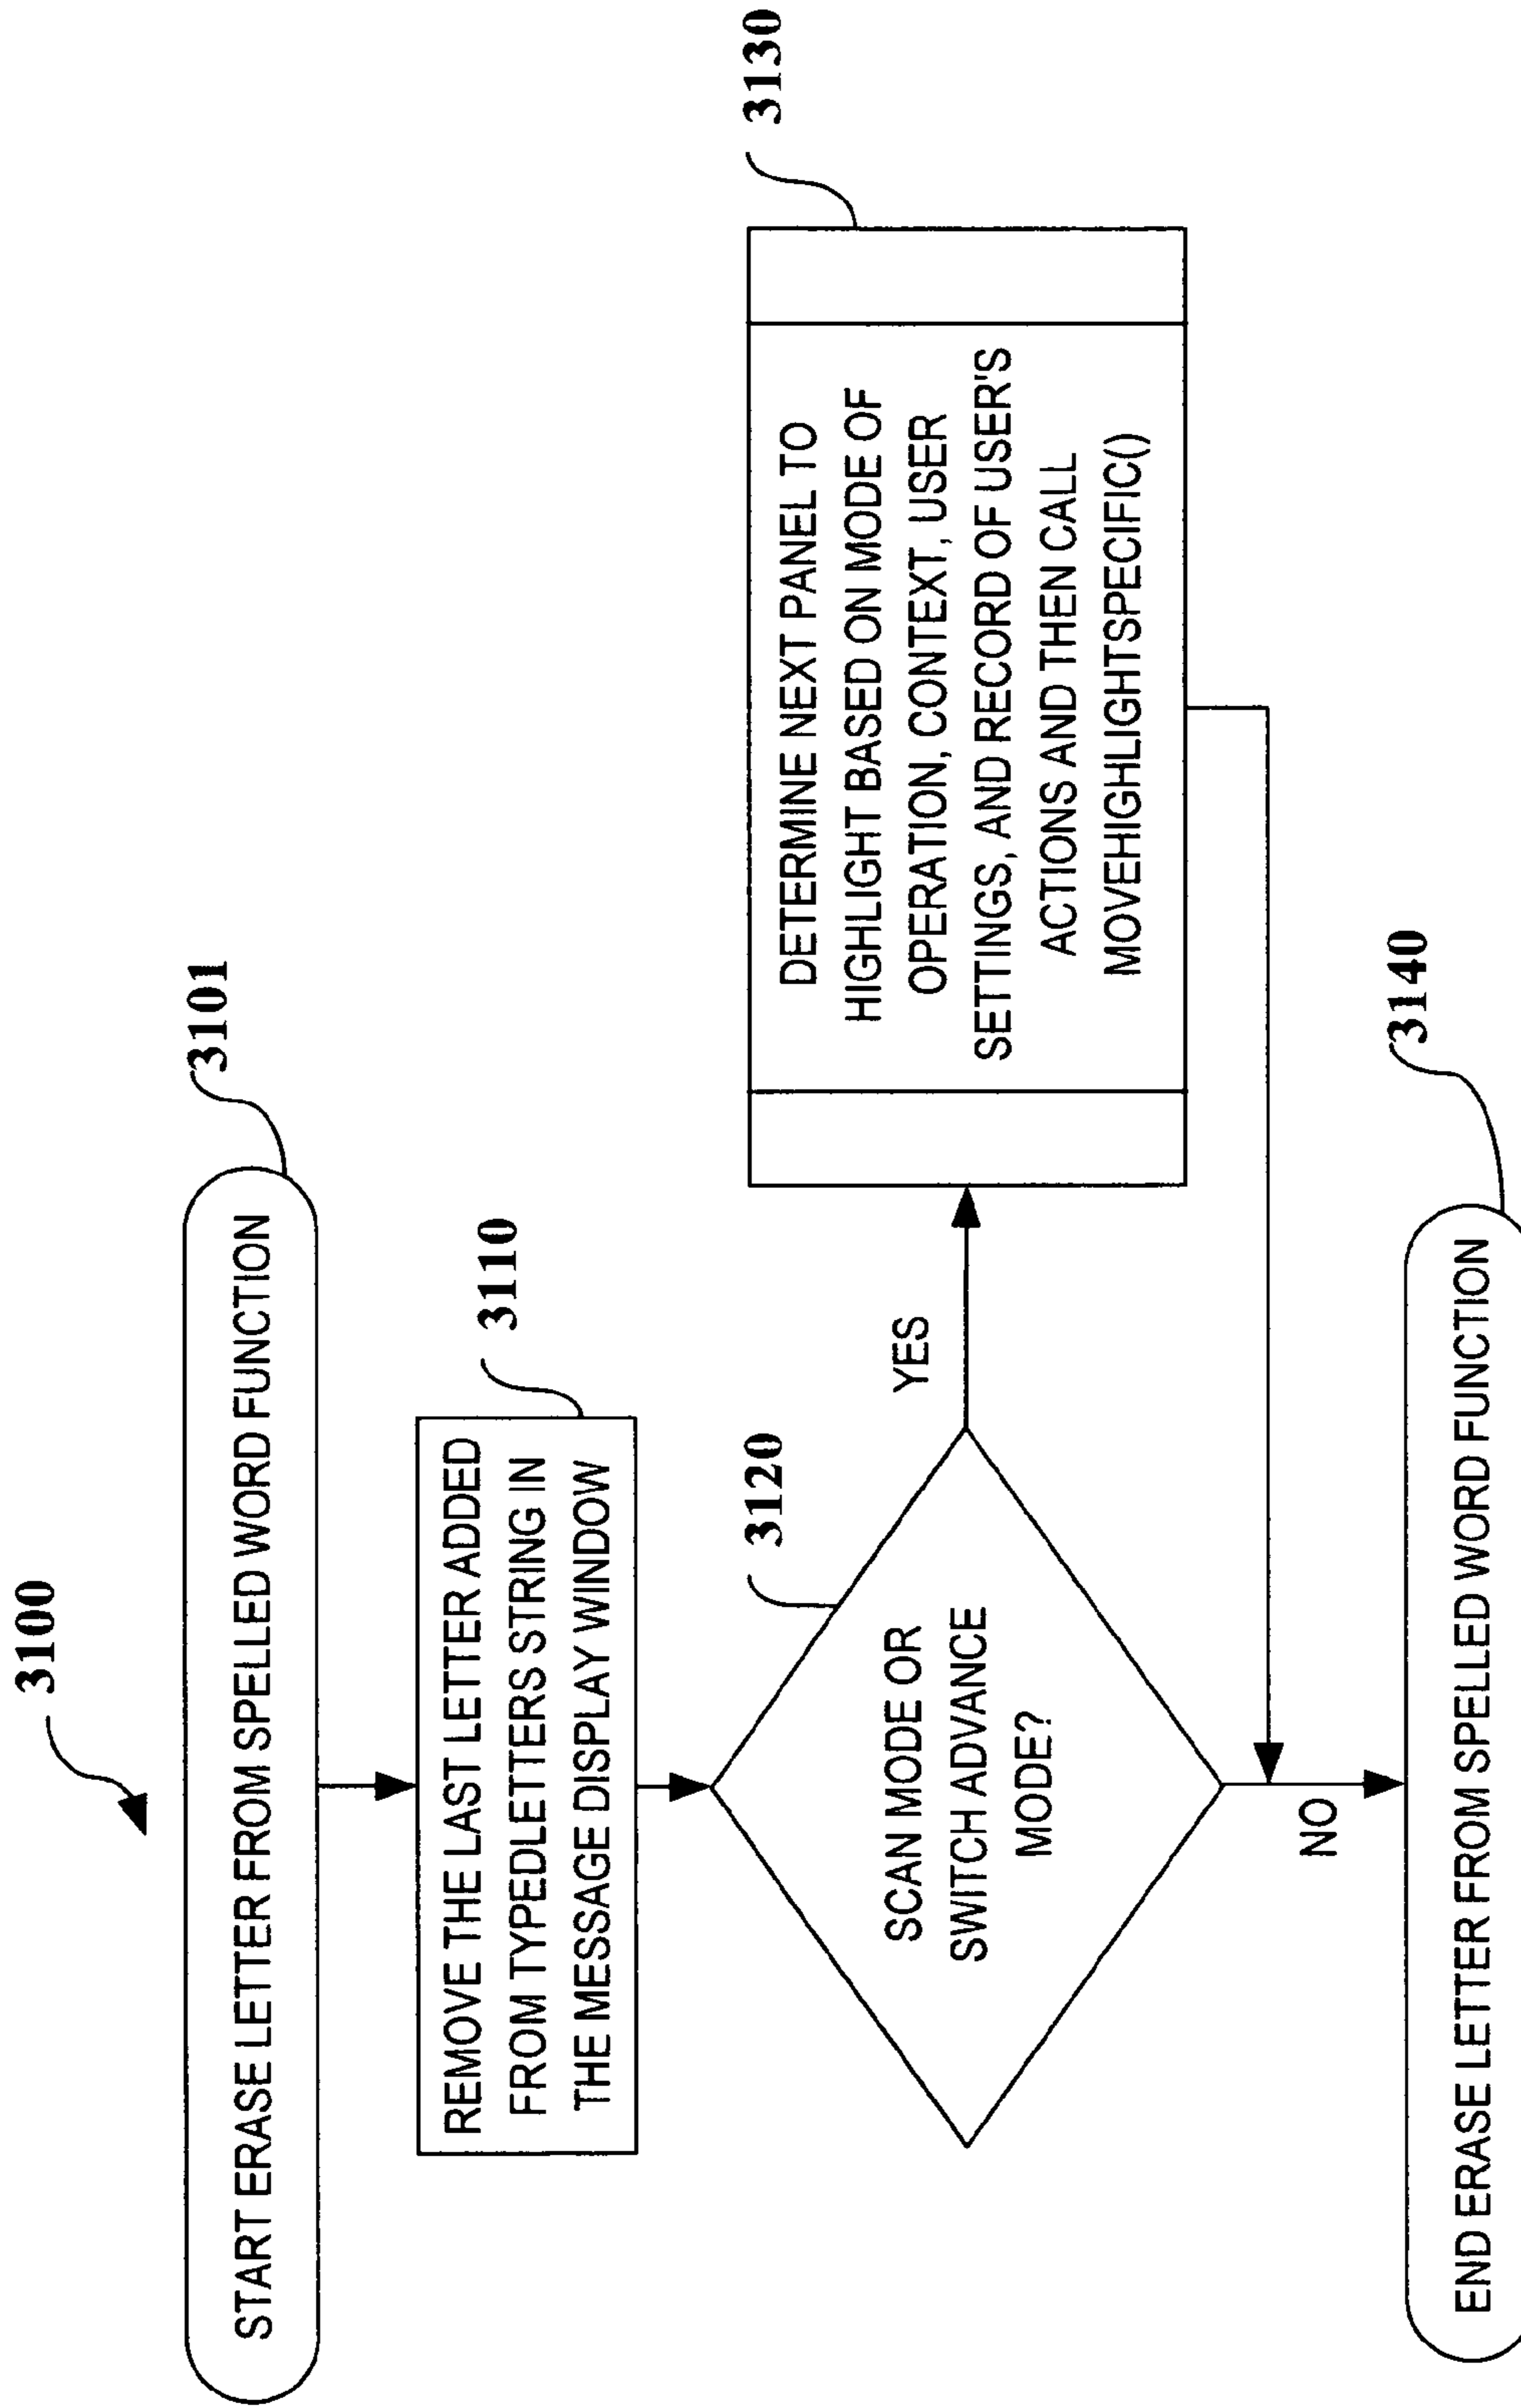 3100
3101
START ERASE LETTER FROM SPELLED WORD FUNCTION
3110
REMOVE THE LAST LETTER ADDED
FROM TYPEDLETTERS STRING IN
THE MESSAGE DISPLAY WINDOW
3120
SCAN MODE OR
SWITCH ADVANCE
MODE?
YES
3130
DETERMINE NEXT PANEL TO
HIGHLIGHT BASED ON MODE OF
OPERATION, CONTEXT, USER
SETTINGS, AND RECORD OF USER'S
ACTIONS AND THEN CALL
MOVEHIGHLIGHTSPECIFIC()
NO
3140
END ERASE LETTER FROM SPELLED WORD FUNCTION